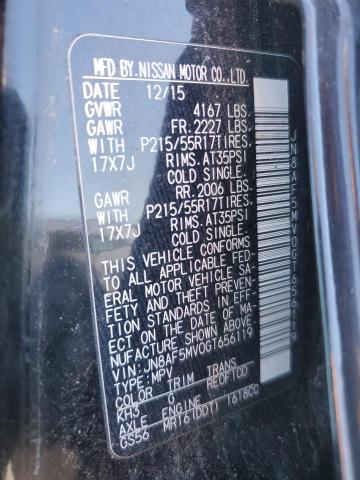 MFD BY.NISSAN MOTOR CO.,LTD.
DATE 12/15
GVWR 4167 LBS.
GAWR FR.2227 LBS.
WITH P215/55R17TIRES.
17X7J RIMS.AT35PSI
COLD SINGLE.
GAWR RR.2006 LBS.
WITH P215/55R17TIRES.
17X7J RIMS.AT35PSI
COLD SINGLE.
THIS VEHICLE CONFORMS
TO ALL APPLICABLE FED-
ERAL MOTOR VEHICLE SA-
FETY AND THEFT PREVEN-
TION STANDARDS IN EFF-
ECT ON THE DATE OF MA-
NUFACTURE SHOWN ABOVE.
VIN:JN8AF5MV0GT656119
TYPE:MPV
COLOR TRIM TRANS
KH3 G RE0F10D
AXLE ENGINE
GS56 MR16(DDT) 1618CC
JN8AF5MV0GT656119